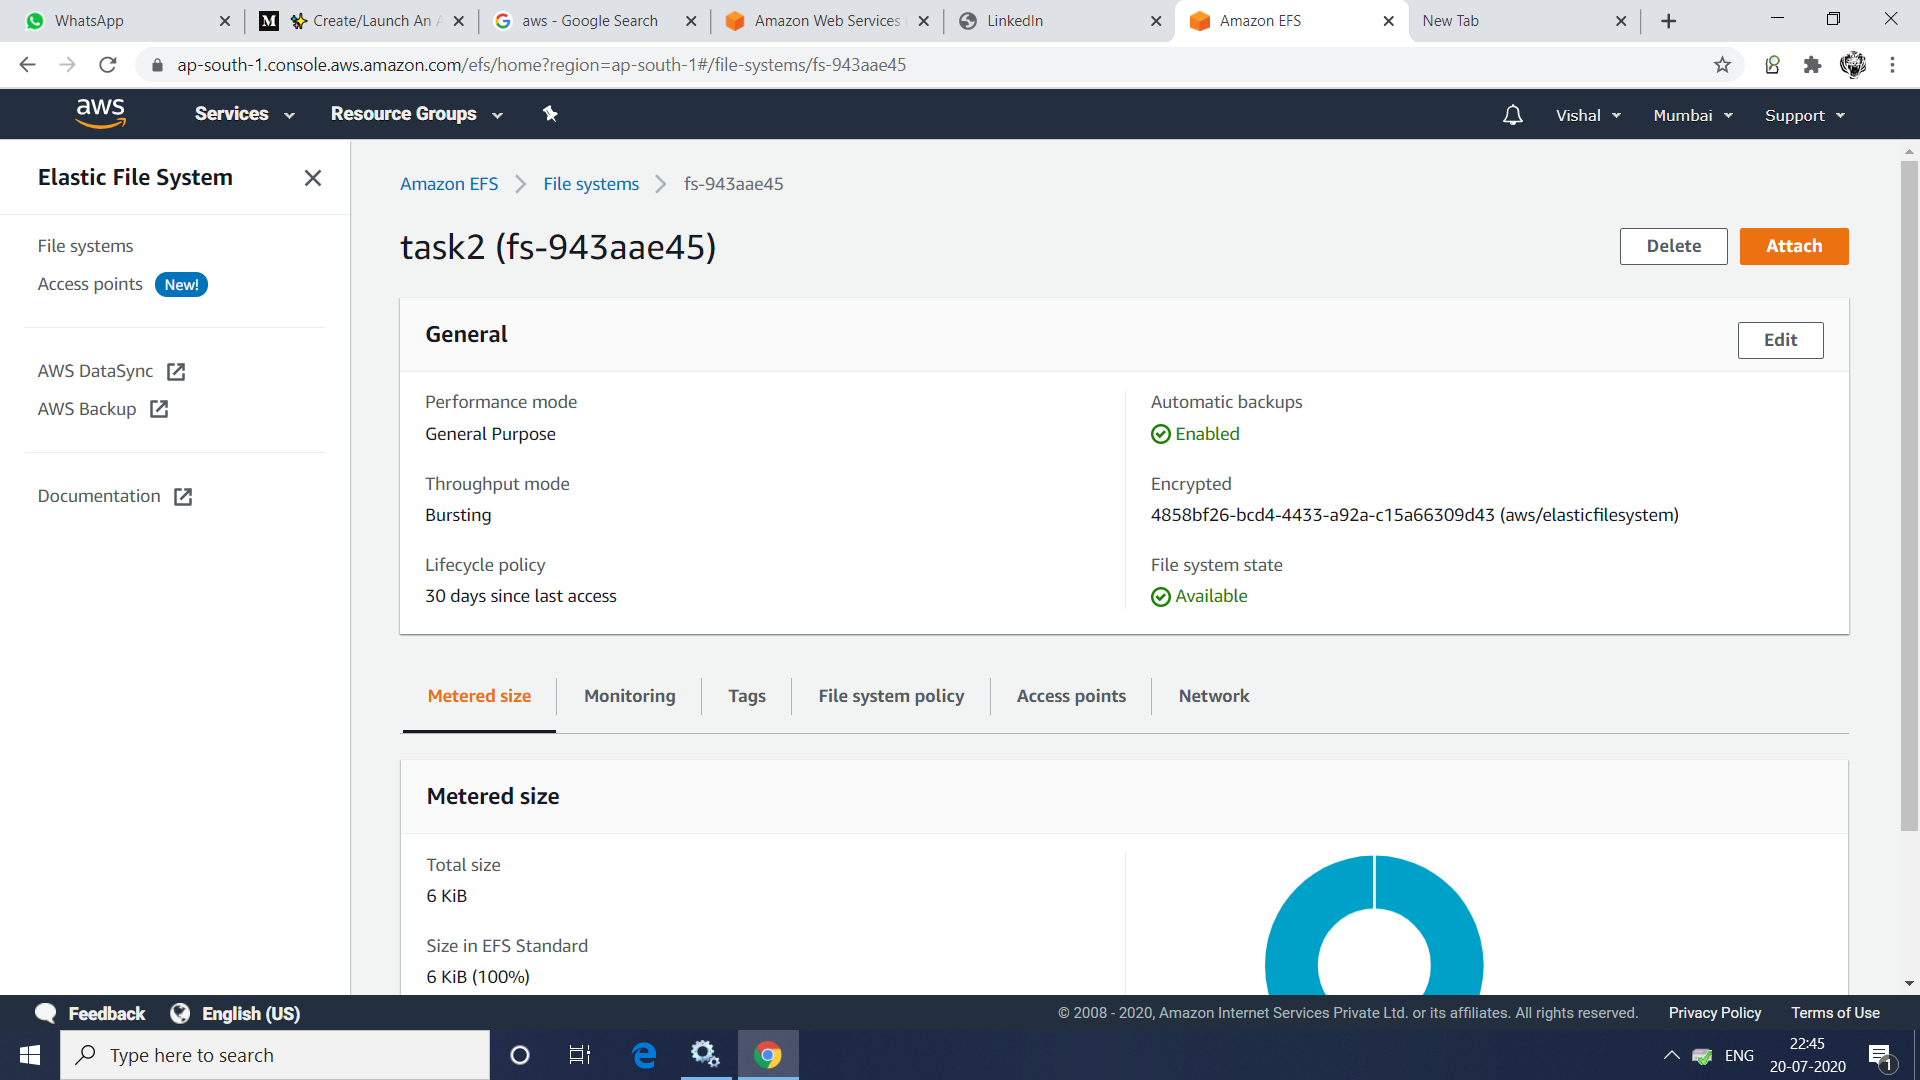 WhatsApp
M
Create/Launch An A
aws - Google Search
Amazon Web Services
LinkedIn
Amazon EFS
New Tab
ap-south-1.console.aws.amazon.com/efs/home?region=ap-south-1#/file-systems/fs-943aae45
aws
Services
Resource Groups
Vishal
Mumbai
Support
Elastic File System
File systems
Access points New!
AWS DataSync
AWS Backup
Documentation
Amazon EFS
File systems
fs-943aae45
task2 (fs-943aae45)
Delete
Attach
General
Edit
Performance mode
General Purpose
Throughput mode
Bursting
Lifecycle policy
30 days since last access
Automatic backups
Enabled
Encrypted
4858bf26-bcd4-4433-a92a-c15a66309d43 (aws/elasticfilesystem)
File system state
Available
Metered size
Monitoring
Tags
File system policy
Access points
Network
Metered size
Total size
6 KiB
Size in EFS Standard
6 KiB (100%)
Feedback
English (US)
© 2008 - 2020, Amazon Internet Services Private Ltd. or its affiliates. All rights reserved.
Privacy Policy
Terms of Use
Type here to search
ENG
22:45
20-07-2020
1